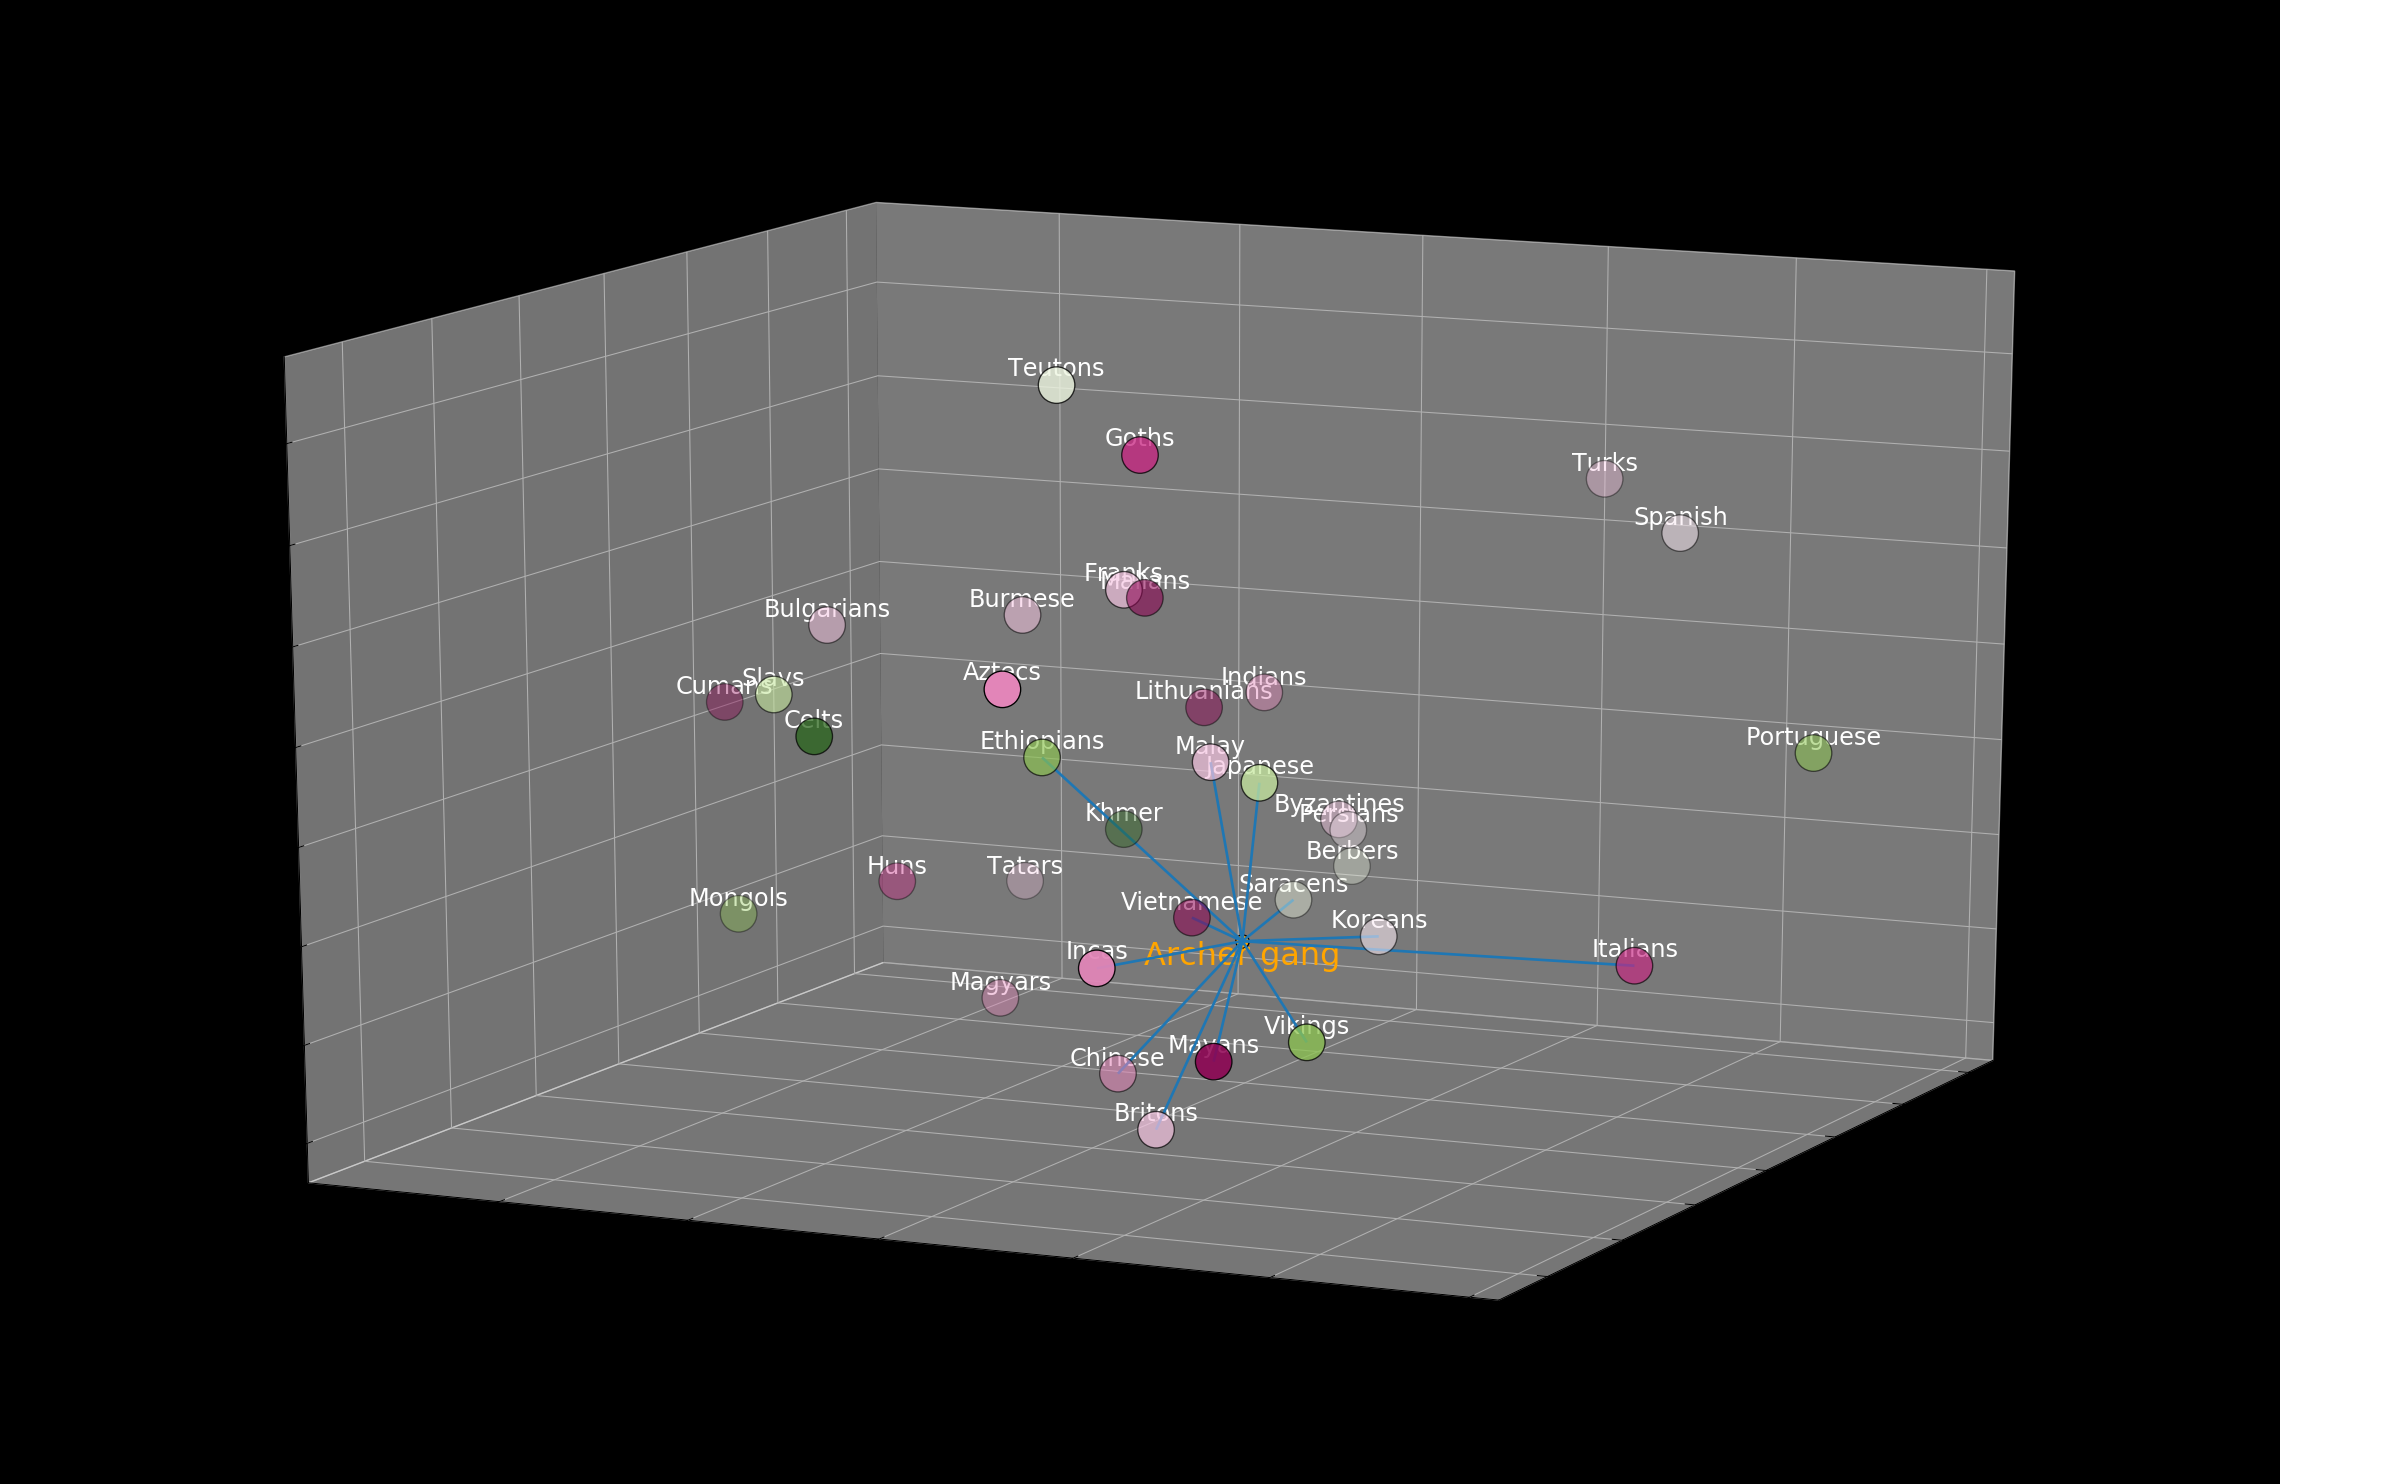 Teutons
Goths
Turks
Spanish
Franks
Malians
Burmese
Bulgarians
Aztecs
Indians
Slavs
Cumans
Lithuanians
Celts
Portuguese
Ethiopians
Malay
Japanese
Byzantines
Khmer
Persians
Berbers
Huns
Tatars
Saracens
Mongols
Vietnamese
Koreans
Italians
Incas
Archer gang
Magyars
Vikings
Mayans
Chinese
Britons